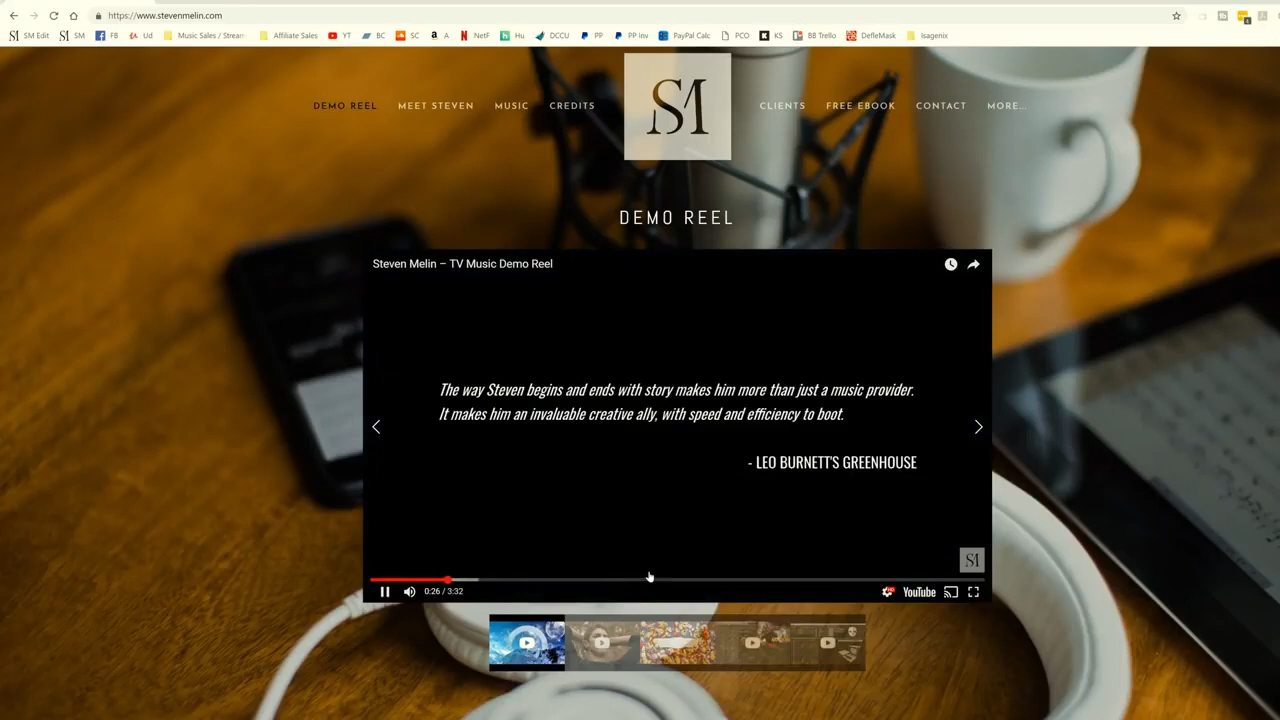 https://www.stevenmelin.com
SM Edit SM FB Ud Music Sales / Stream Affiliate Sales YT BC SC A NetF Hu DCCU PP PP Inv PayPal Calc PCO KS BB Trello DefleMask Isagenix
DEMO REEL MEET STEVEN MUSIC CREDITS SM CLIENTS FREE EBOOK CONTACT MORE...
DEMO REEL
Steven Melin – TV Music Demo Reel
The way Steven begins and ends with story makes him more than just a music provider.
It makes him an invaluable creative ally, with speed and efficiency to boot.
- LEO BURNETT'S GREENHOUSE
SM
0:26 / 3:32 YouTube